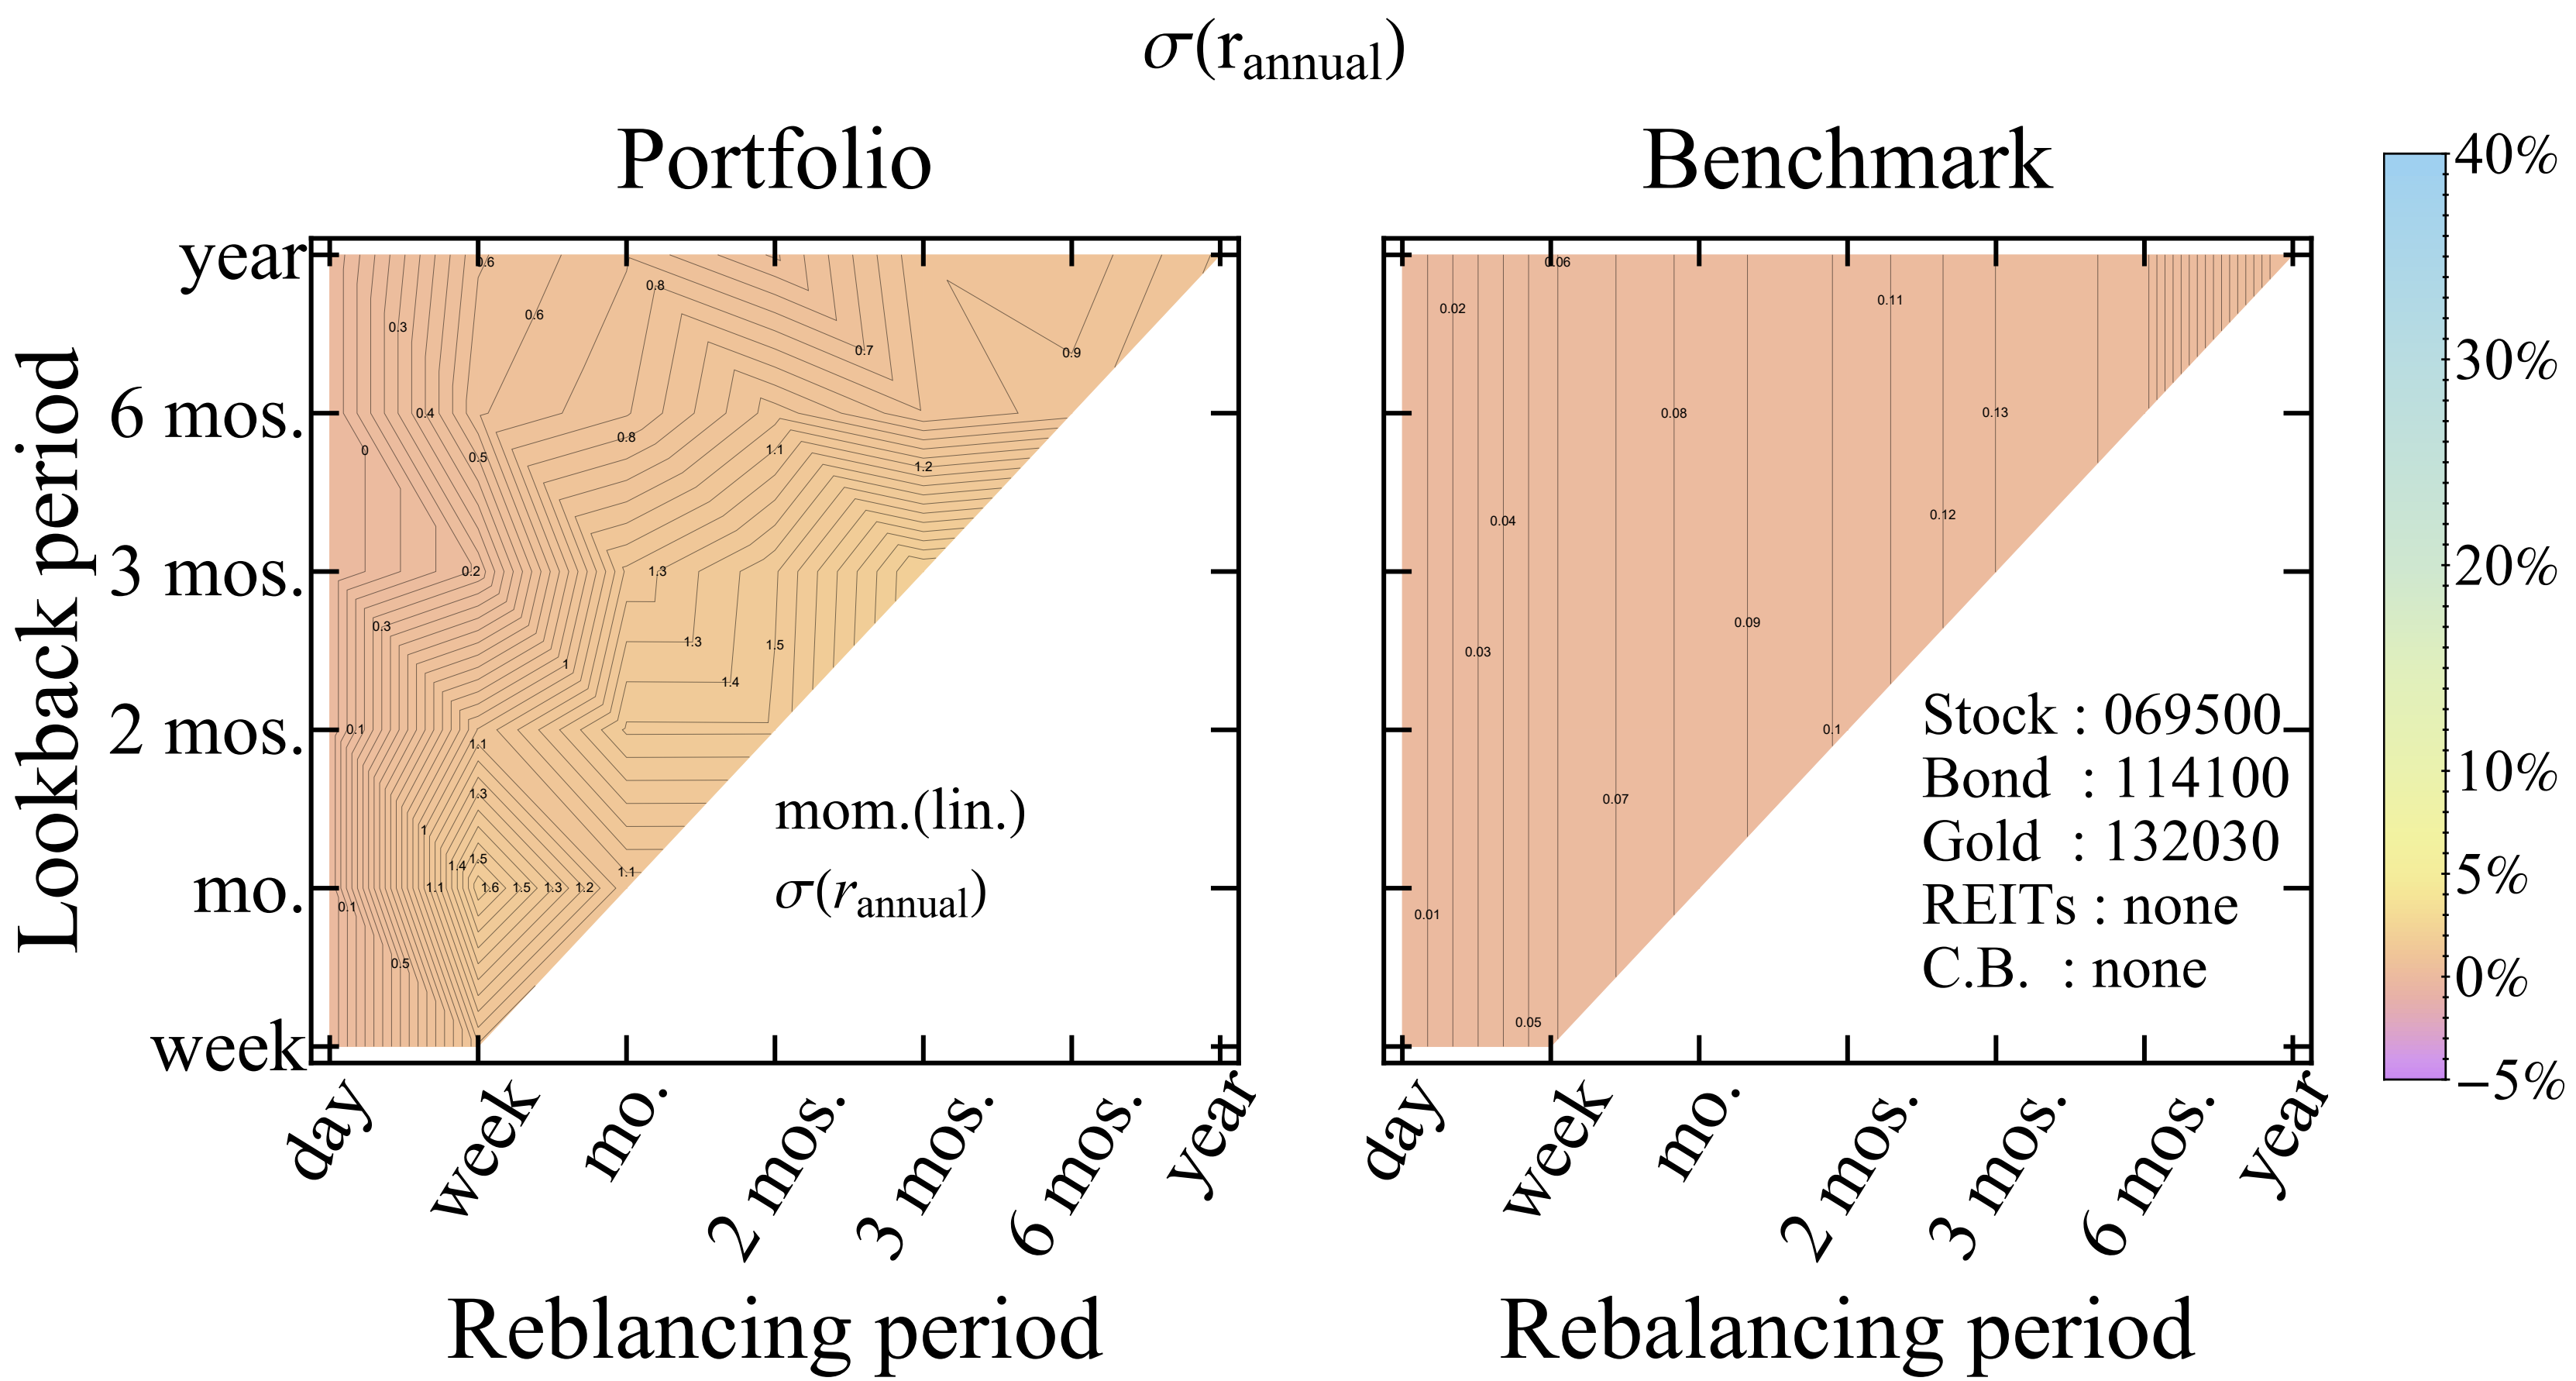 σ(r_annual)
Portfolio
Benchmark
Lookback period
year
6 mos.
3 mos.
2 mos.
mo.
week
0.6
0.3
0.6
0.8
0.7
0.9
0.4
0.8
0
0.5
1.1
1.2
0.2
1.3
0.3
1.3
1.5
1
1.4
0.1
1.1
1.3
1
1.4
1.5
1.1
1.6
1.5
1.3
1.2
1.1
0.1
0.5
mom.(lin.)
σ(r_annual)
day
week
mo.
2 mos.
3 mos.
6 mos.
year
Reblancing period
0.06
0.02
0.11
0.08
0.13
0.04
0.12
0.09
0.03
0.1
0.07
0.01
0.05
Stock : 069500
Bond : 114100
Gold : 132030
REITs : none
C.B. : none
day
week
mo.
2 mos.
3 mos.
6 mos.
year
Rebalancing period
40%
30%
20%
10%
5%
0%
−5%